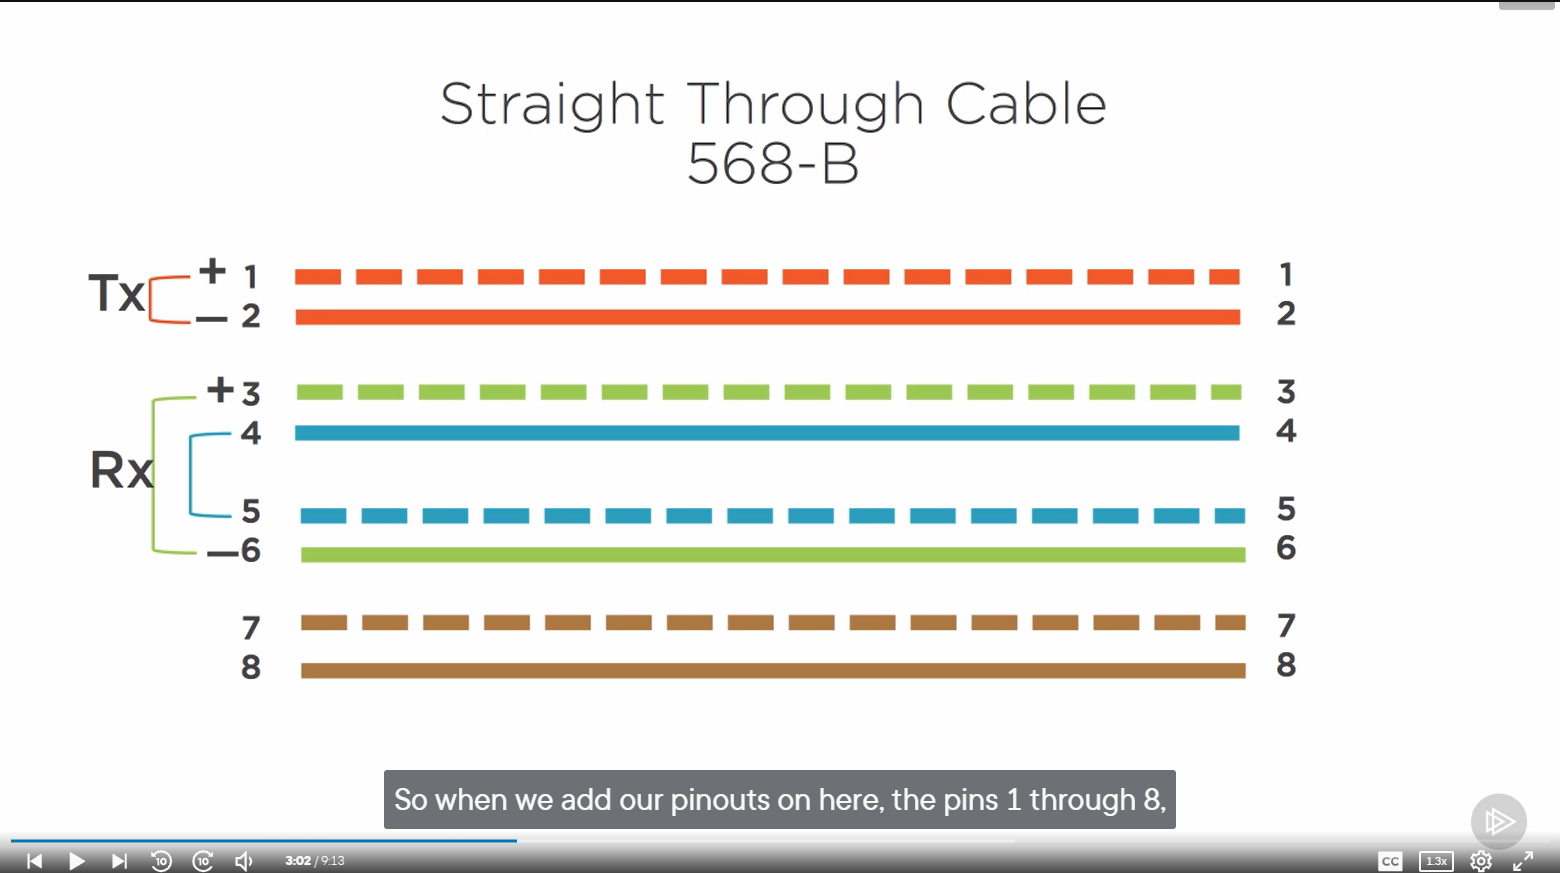 Straight Through Cable
568-B
Tx
+ 1
1
– 2
2
+ 3
3
4
4
Rx
5
5
– 6
6
7
7
8
8
So when we add our pinouts on here, the pins 1 through 8,
10
10
3:02 / 9:13
CC
1.3x